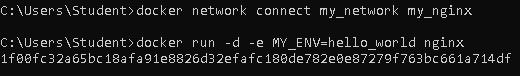 C:\Users\Student>docker network connect my_network my_nginx
C:\Users\Student>docker run -d -e MY_ENV=hello_world nginx
1f00fc32a65bc18afa91e8826d32efafc180de782e0e87279f763bc661a714df